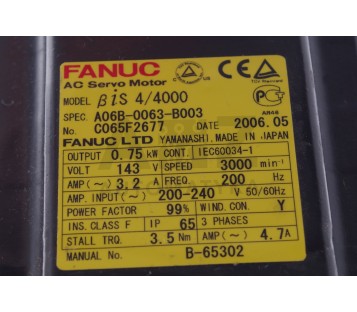 FANUC
AC Servo Motor
MODEL βiS 4/4000
SPEC. A06B-0063-B003
No. C065F2677 DATE 2006.05
FANUC LTD YAMANASHI, MADE IN JAPAN
OUTPUT 0.75 kW CONT. IEC60034-1
VOLT 143 V SPEED 3000 min⁻¹
AMP(~) 3.2 A FREQ. 200 Hz
AMP. INPUT(~) 200-240 V 50/60Hz
POWER FACTOR 99% WIND. CON. Y
INS. CLASS F IP 65 3 PHASES
STALL TRQ. 3.5 Nm AMP(~) 4.7A
MANUAL No. B-65302